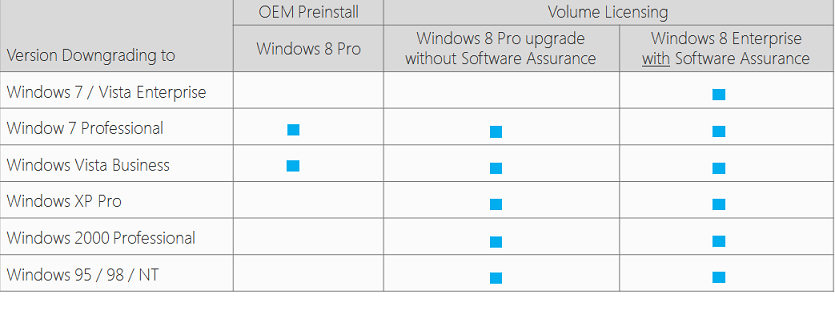 OEM Preinstall
Volume Licensing
Version Downgrading to
Windows 8 Pro
Windows 8 Pro upgrade
without Software Assurance
Windows 8 Enterprise
with Software Assurance
Windows 7 / Vista Enterprise
Window 7 Professional
Windows Vista Business
Windows XP Pro
Windows 2000 Professional
Windows 95 / 98 / NT